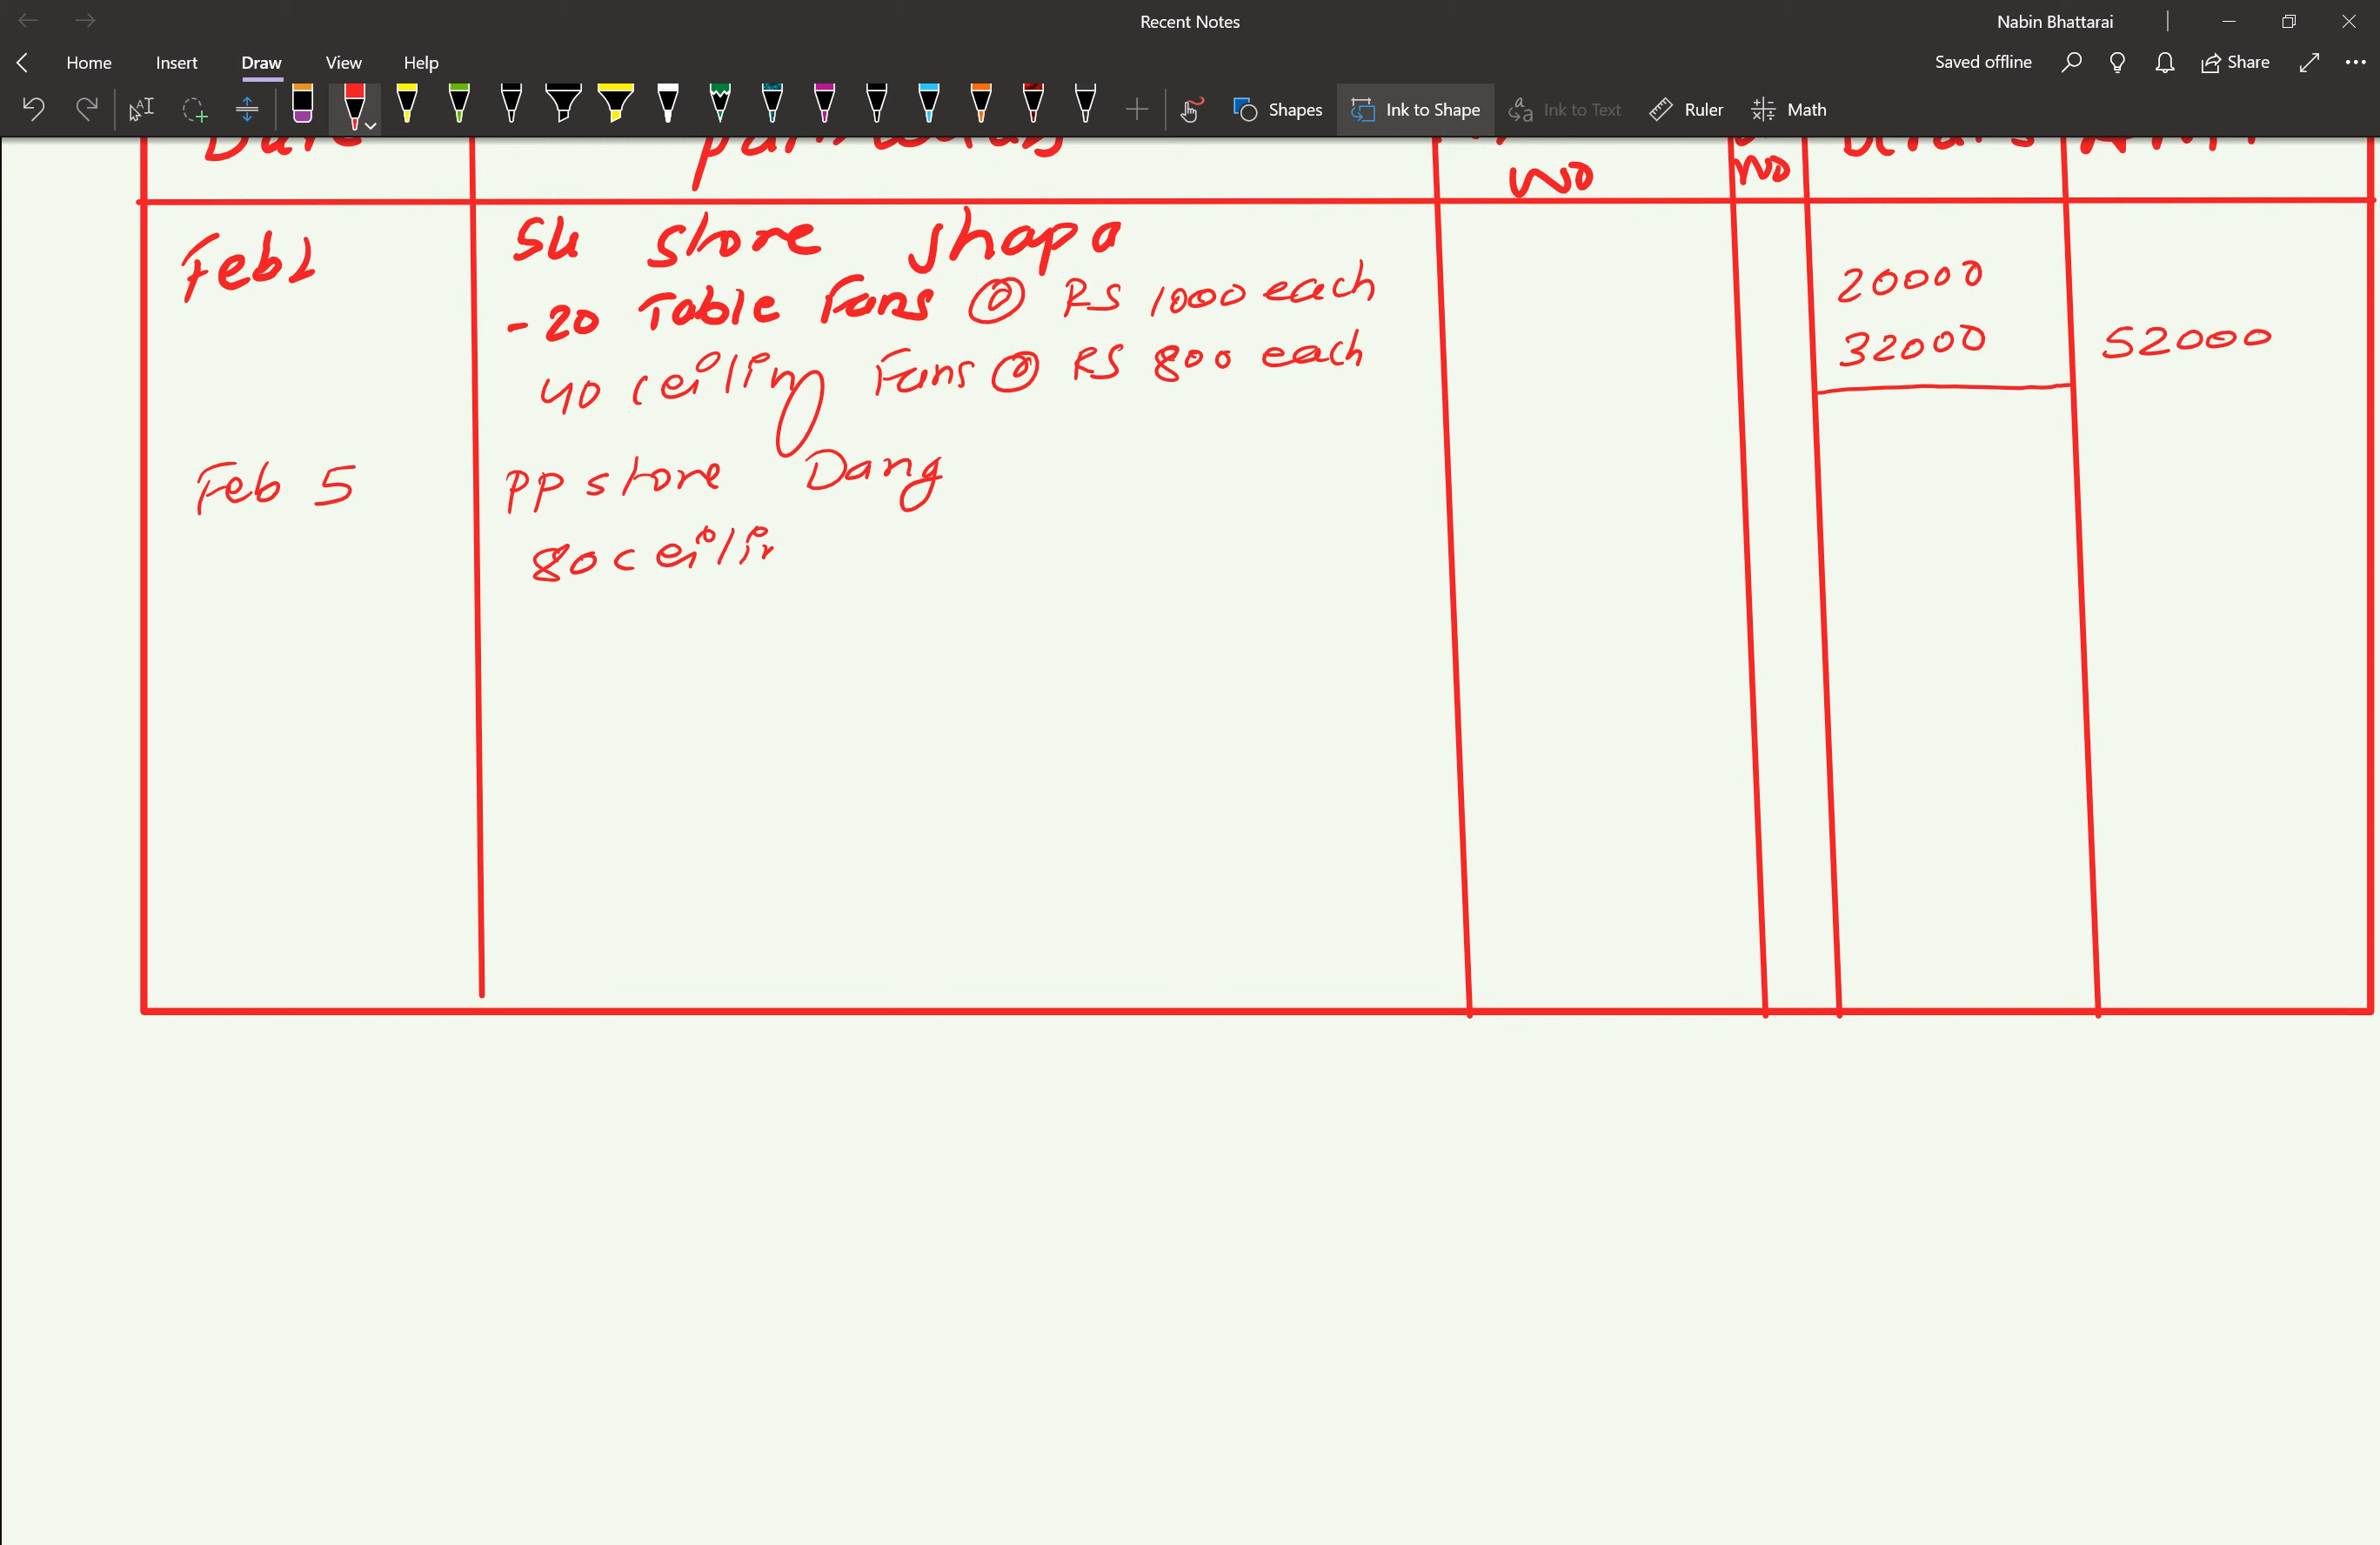 Recent Notes
Nabin Bhattarai
Home Insert Draw View Help
Saved offline Share
Shapes Ink to Shape Ink to Text Ruler Math
No No
Feb1 SK store Jhapa
-20 Table Fans @ RS 1000 each 20000
40 ceiling Fans @ RS 800 each 32000 52000
Feb 5 PP store Dang
80 ceilin